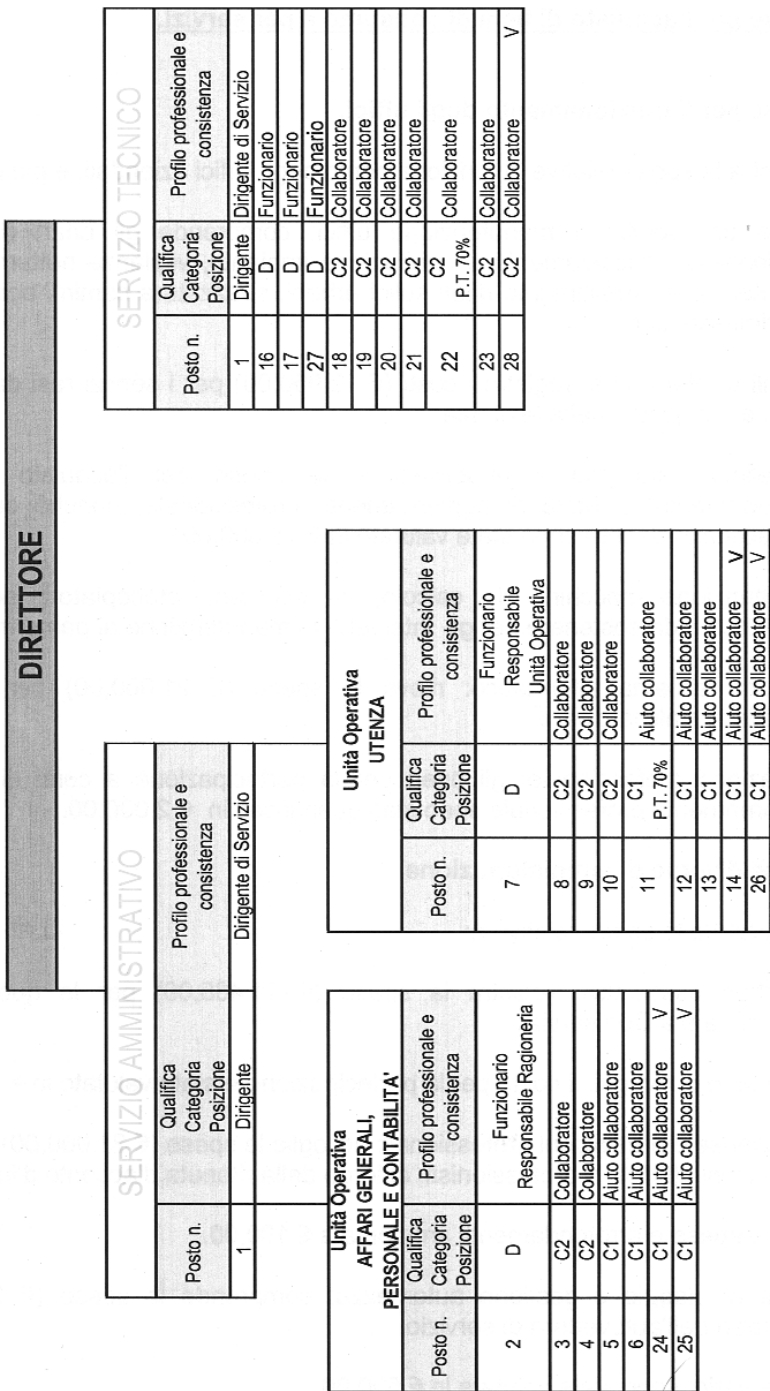 DIRETTORE
SERVIZIO AMMINISTRATIVO
Posto n. Qualifica Categoria Posizione Profilo professionale e consistenza
1 Dirigente Dirigente di Servizio
Unità Operativa
AFFARI GENERALI,
PERSONALE E CONTABILITA'
Posto n. Qualifica Categoria Posizione Profilo professionale e consistenza
2 D Funzionario Responsabile Ragioneria
3 C2 Collaboratore
4 C2 Collaboratore
5 C1 Aiuto collaboratore
6 C1 Aiuto collaboratore
24 C1 Aiuto collaboratore V
25 C1 Aiuto collaboratore V
Unità Operativa
UTENZA
Posto n. Qualifica Categoria Posizione Profilo professionale e consistenza
7 D Funzionario Responsabile Unità Operativa
8 C2 Collaboratore
9 C2 Collaboratore
10 C2 Collaboratore
11 C1 P.T. 70% Aiuto collaboratore
12 C1 Aiuto collaboratore
13 C1 Aiuto collaboratore
14 C1 Aiuto collaboratore V
26 C1 Aiuto collaboratore V
SERVIZIO TECNICO
Posto n. Qualifica Categoria Posizione Profilo professionale e consistenza
1 Dirigente Dirigente di Servizio
16 D Funzionario
17 D Funzionario
27 D Funzionario
18 C2 Collaboratore
19 C2 Collaboratore
20 C2 Collaboratore
21 C2 Collaboratore
22 C2 P.T. 70% Collaboratore
23 C2 Collaboratore
28 C2 Collaboratore V